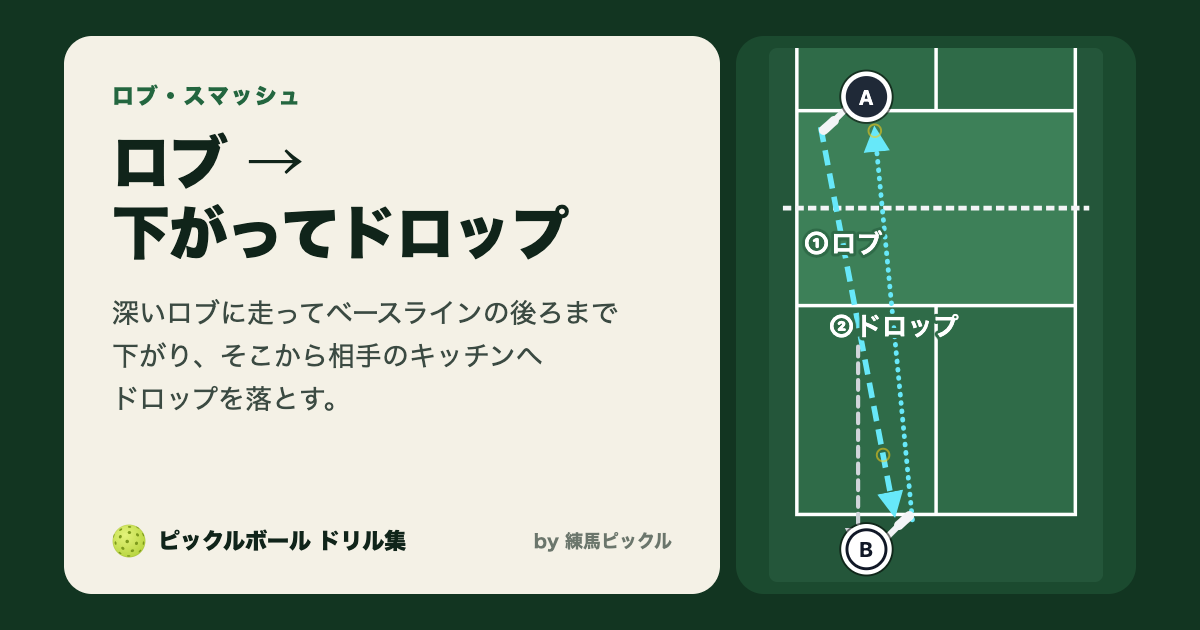 ロブ・スマッシュ
ロブ →
下がってドロップ
深いロブに走ってベースラインの後ろまで
下がり、そこから相手のキッチンへ
ドロップを落とす。
ピックルボール ドリル集
by 練馬ピックル
A
①ロブ
②ドロップ
B